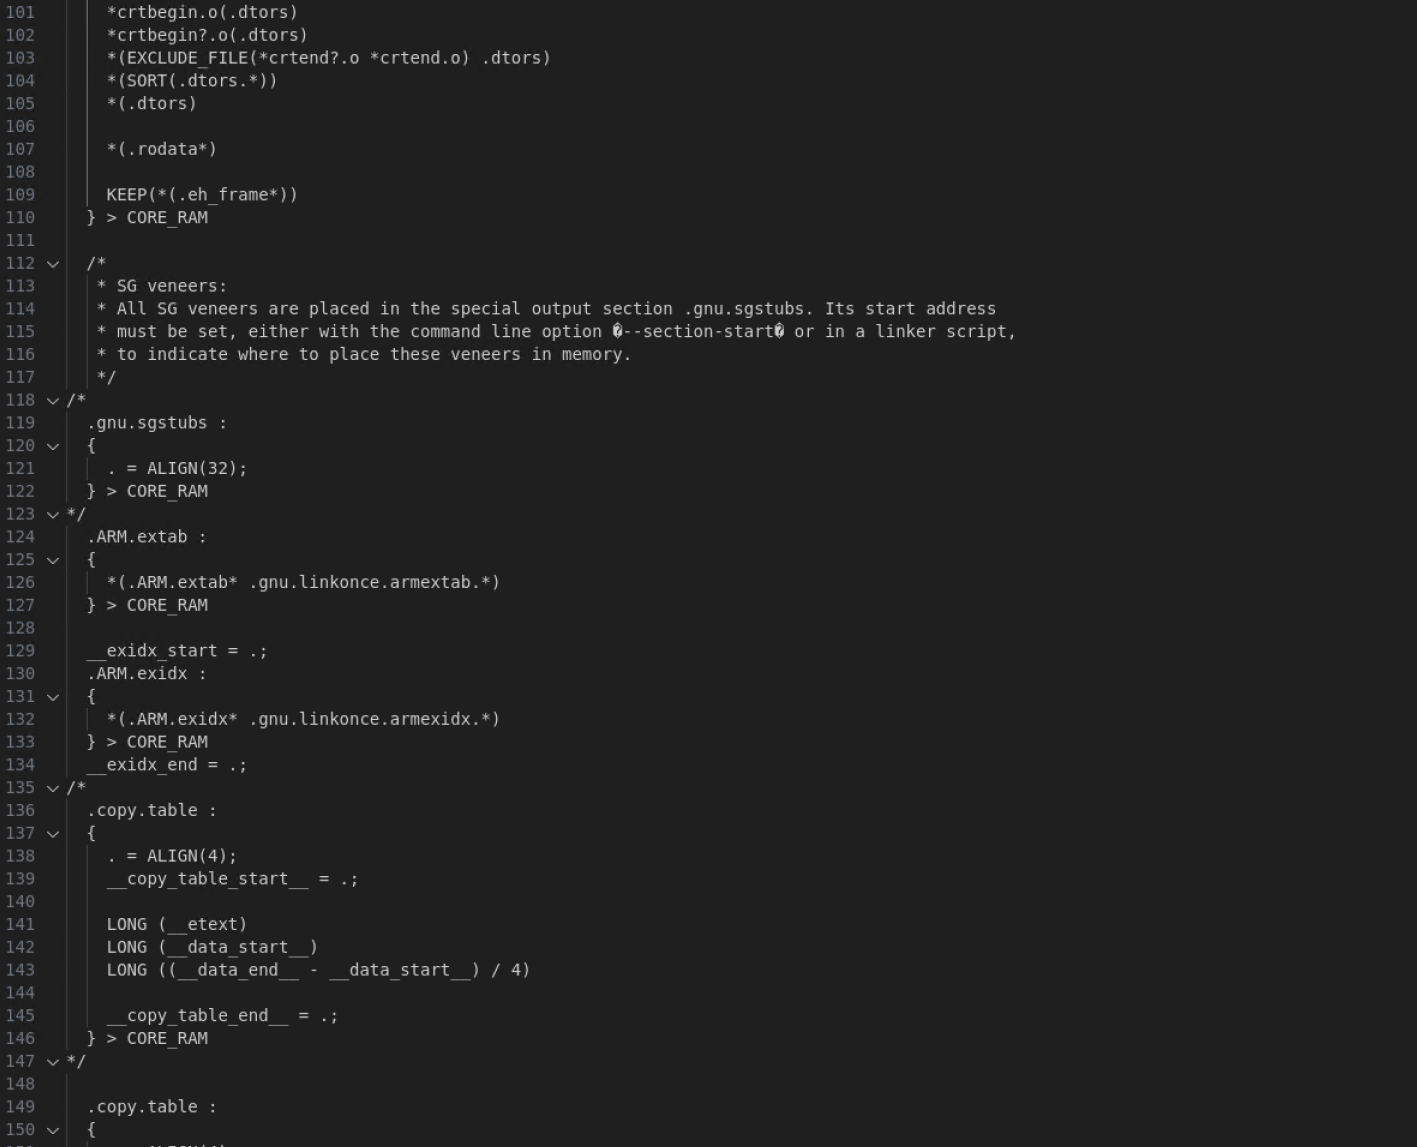 101       *crtbegin.o(.dtors)
102       *crtbegin?.o(.dtors)
103       *(EXCLUDE_FILE(*crtend?.o *crtend.o) .dtors)
104       *(SORT(.dtors.*))
105       *(.dtors)
106
107       *(.rodata*)
108
109       KEEP(*(.eh_frame*))
110     } > CORE_RAM
111
112     /*
113      * SG veneers:
114      * All SG veneers are placed in the special output section .gnu.sgstubs. Its start address
115      * must be set, either with the command line option �--section-start� or in a linker script,
116      * to indicate where to place these veneers in memory.
117      */
118   /*
119     .gnu.sgstubs :
120     {
121       . = ALIGN(32);
122     } > CORE_RAM
123   */
124     .ARM.extab :
125     {
126       *(.ARM.extab* .gnu.linkonce.armextab.*)
127     } > CORE_RAM
128
129     __exidx_start = .;
130     .ARM.exidx :
131     {
132       *(.ARM.exidx* .gnu.linkonce.armexidx.*)
133     } > CORE_RAM
134     __exidx_end = .;
135   /*
136     .copy.table :
137     {
138       . = ALIGN(4);
139       __copy_table_start__ = .;
140
141       LONG (__etext)
142       LONG (__data_start__)
143       LONG ((__data_end__ - __data_start__) / 4)
144
145       __copy_table_end__ = .;
146     } > CORE_RAM
147   */
148
149     .copy.table :
150     {